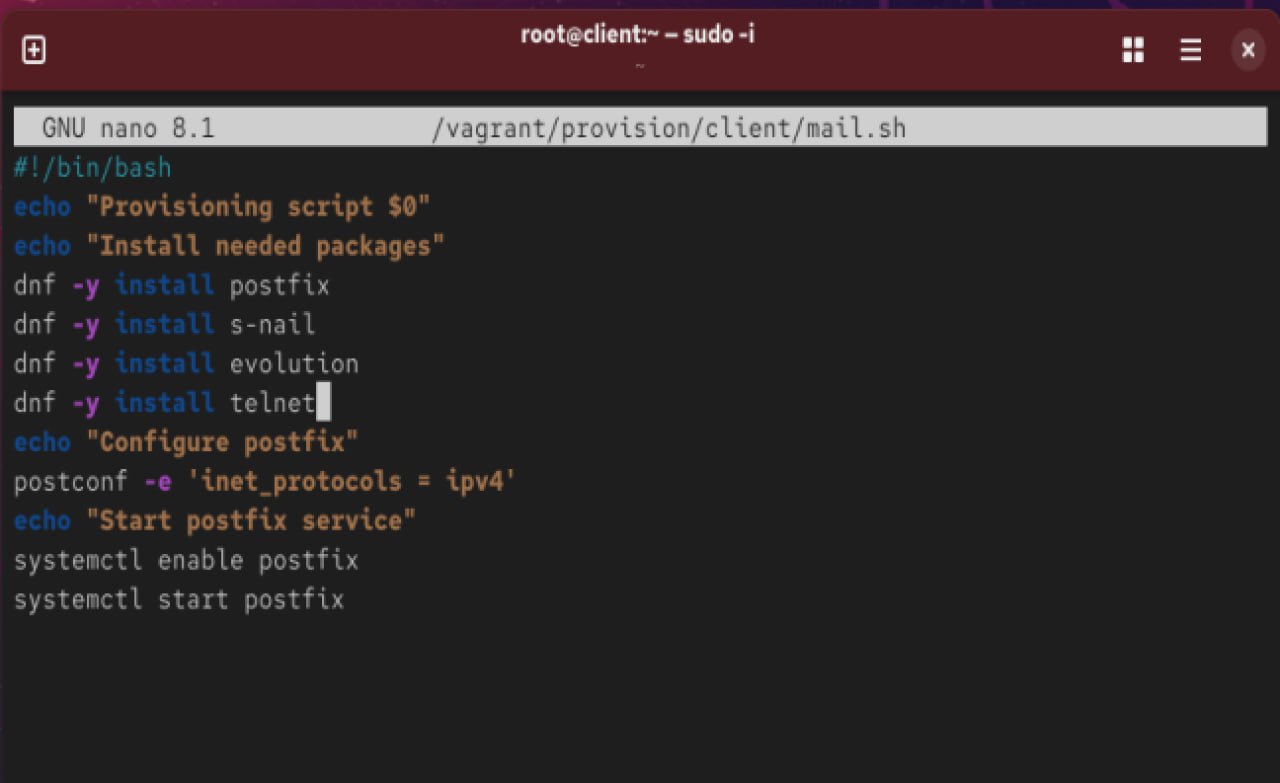 root@client:~ — sudo -i
~
GNU nano 8.1 /vagrant/provision/client/mail.sh
#!/bin/bash
echo "Provisioning script $0"
echo "Install needed packages"
dnf -y install postfix
dnf -y install s-nail
dnf -y install evolution
dnf -y install telnet
echo "Configure postfix"
postconf -e 'inet_protocols = ipv4'
echo "Start postfix service"
systemctl enable postfix
systemctl start postfix